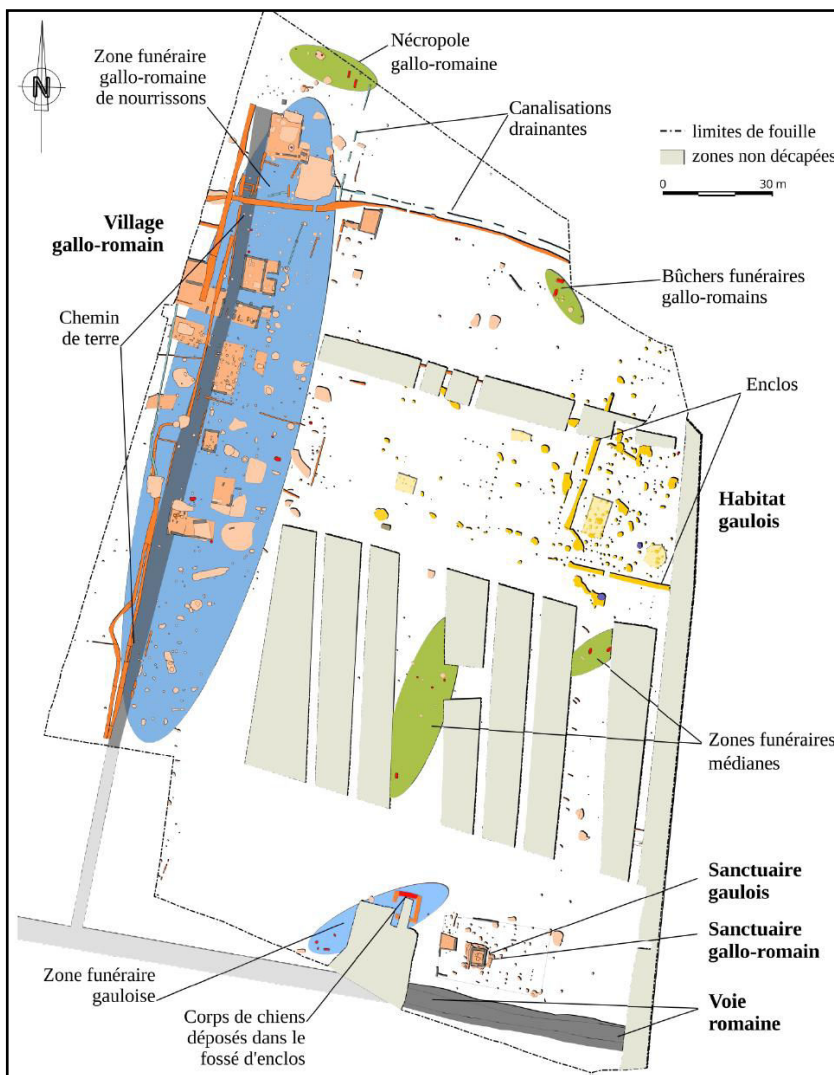 Nécropole
gallo-romaine
Zone funéraire
gallo-romaine
de nourrissons
N
Canalisations
drainantes
limites de fouille
zones non décapées
0 30 m
Village
gallo-romain
Bûchers funéraires
gallo-romains
Chemin
de terre
Enclos
Habitat
gaulois
Zones funéraires
médianes
Sanctuaire
gaulois
Sanctuaire
gallo-romain
Zone funéraire
gauloise
Corps de chiens
déposés dans le
fossé d'enclos
Voie
romaine